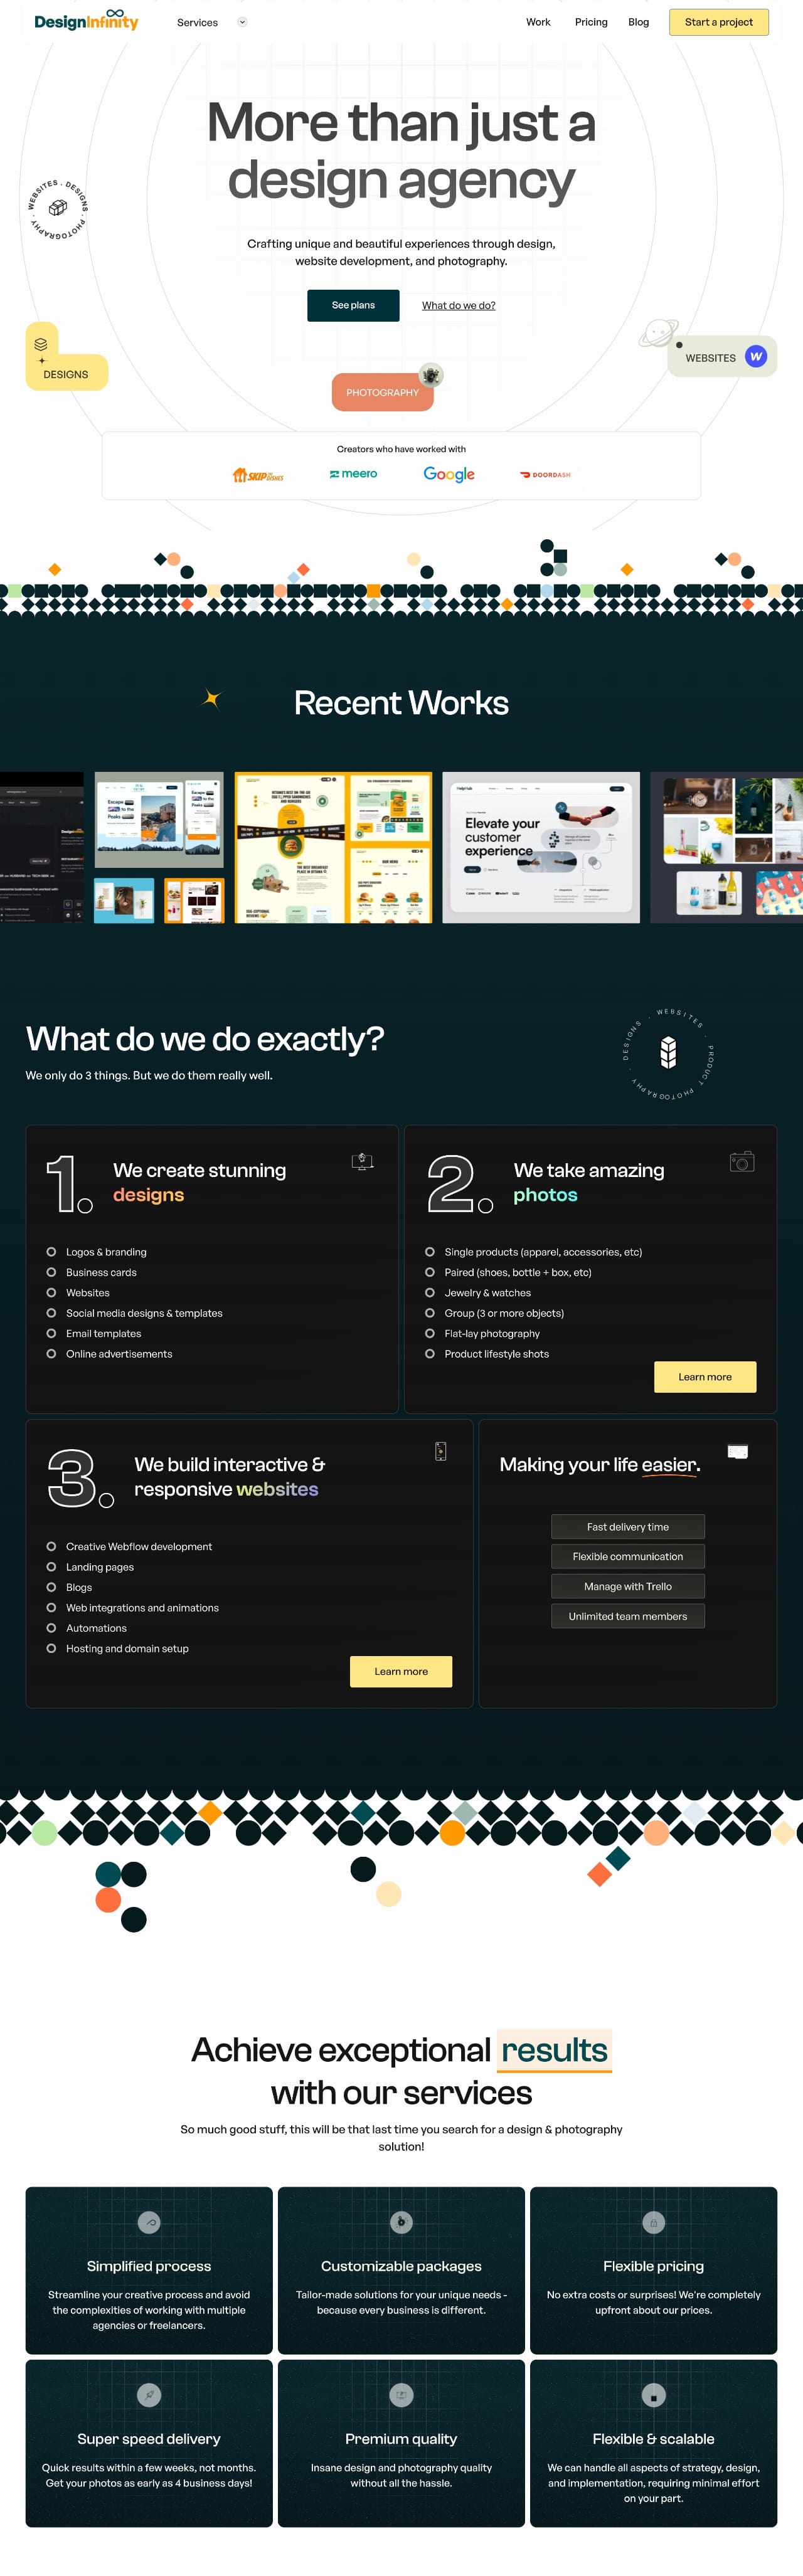 DesignInfinity
Services
Work
Pricing
Blog
Start a project
More than just a
design agency
WEBSITES . DESIGNS . PHOTOGRAPHY .
Crafting unique and beautiful experiences through design,
website development, and photography.
See plans
What do we do?
DESIGNS
PHOTOGRAPHY
WEBSITES
Creators who have worked with
SKIP THE DISHES
meero
Google
DOORDASH
Recent Works
Escape
to the
Peaks
Escape
to the
Peaks
Elevate your
customer
experience
What do we do exactly?
We only do 3 things. But we do them really well.
WEBSITES . PRODUCT PHOTOGRAPHY . DESIGNS .
1.
We create stunning
designs
Logos & branding
Business cards
Websites
Social media designs & templates
Email templates
Online advertisements
2.
We take amazing
photos
Single products (apparel, accessories, etc)
Paired (shoes, bottle + box, etc)
Jewelry & watches
Group (3 or more objects)
Flat-lay photography
Product lifestyle shots
Learn more
3.
We build interactive &
responsive websites
Creative Webflow development
Landing pages
Blogs
Web integrations and animations
Automations
Hosting and domain setup
Learn more
Making your life easier.
Fast delivery time
Flexible communication
Manage with Trello
Unlimited team members
Achieve exceptional results
with our services
So much good stuff, this will be that last time you search for a design & photography
solution!
Simplified process
Streamline your creative process and avoid
the complexities of working with multiple
agencies or freelancers.
Customizable packages
Tailor-made solutions for your unique needs -
because every business is different.
Flexible pricing
No extra costs or surprises! We're completely
upfront about our prices.
Super speed delivery
Quick results within a few weeks, not months.
Get your photos as early as 4 business days!
Premium quality
Insane design and photography quality
without all the hassle.
Flexible & scalable
We can handle all aspects of strategy, design,
and implementation, requiring minimal effort
on your part.